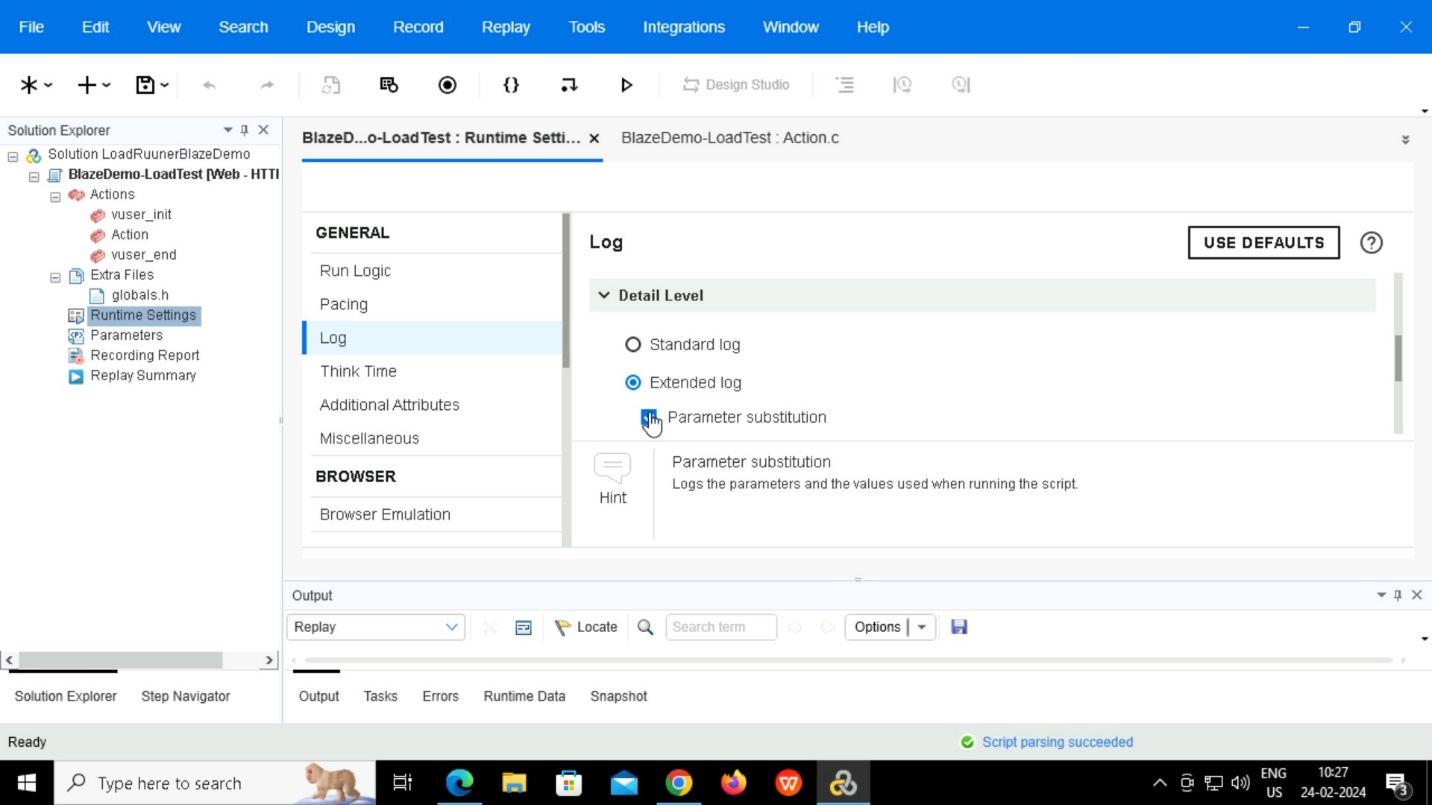 File Edit View Search Design Record Replay Tools Integrations Window Help
Design Studio
Solution Explorer
Solution LoadRuunerBlazeDemo
BlazeDemo-LoadTest [Web - HTTI
Actions
vuser_init
Action
vuser_end
Extra Files
globals.h
Runtime Settings
Parameters
Recording Report
Replay Summary
Solution Explorer Step Navigator
BlazeD...o-LoadTest : Runtime Setti... BlazeDemo-LoadTest : Action.c
GENERAL
Run Logic
Pacing
Log
Think Time
Additional Attributes
Miscellaneous
BROWSER
Browser Emulation
Log
USE DEFAULTS
Detail Level
Standard log
Extended log
Parameter substitution
Hint
Parameter substitution
Logs the parameters and the values used when running the script.
Output
Replay Locate Search term Options
Output Tasks Errors Runtime Data Snapshot
Ready
Script parsing succeeded
Type here to search
ENG
US
10:27
24-02-2024
3